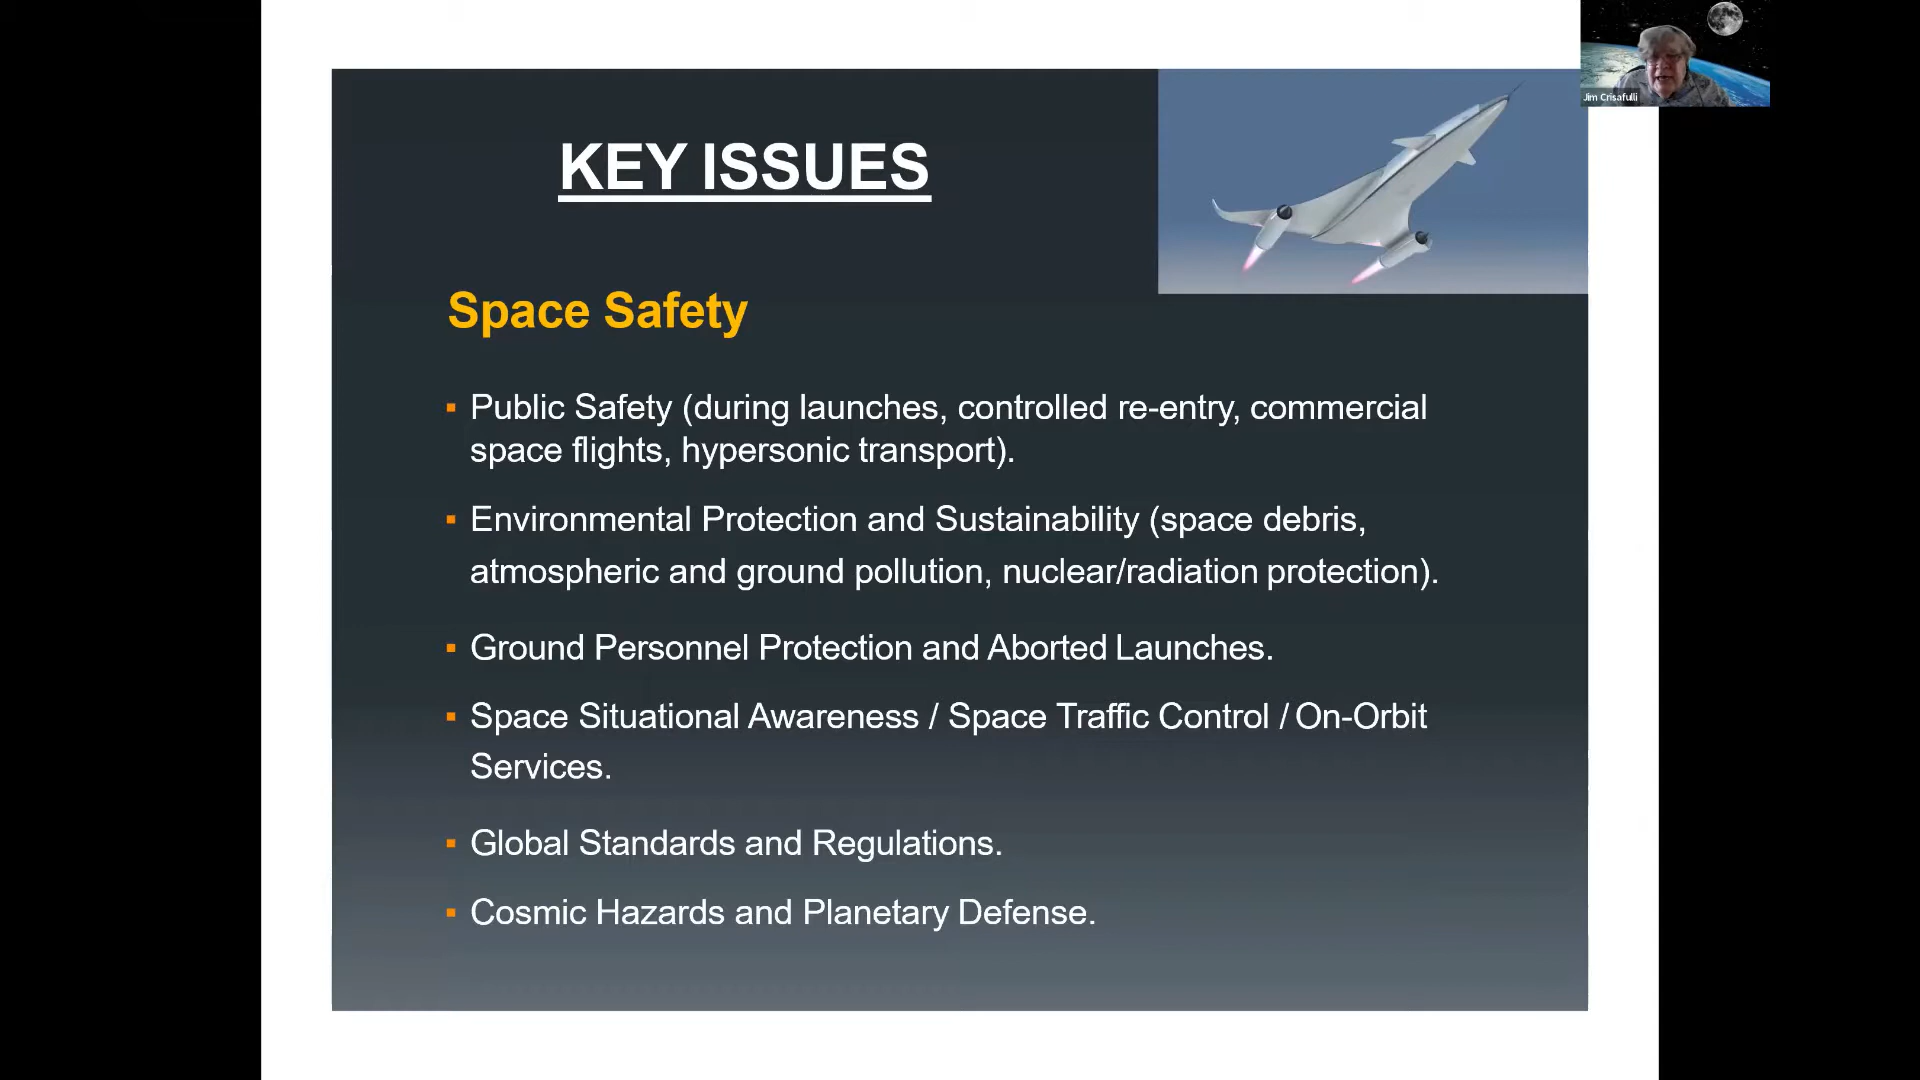 Jim Crisafulli
KEY ISSUES
Space Safety
▪ Public Safety (during launches, controlled re-entry, commercial
space flights, hypersonic transport).
▪ Environmental Protection and Sustainability (space debris,
atmospheric and ground pollution, nuclear/radiation protection).
▪ Ground Personnel Protection and Aborted Launches.
▪ Space Situational Awareness / Space Traffic Control / On-Orbit
Services.
▪ Global Standards and Regulations.
▪ Cosmic Hazards and Planetary Defense.